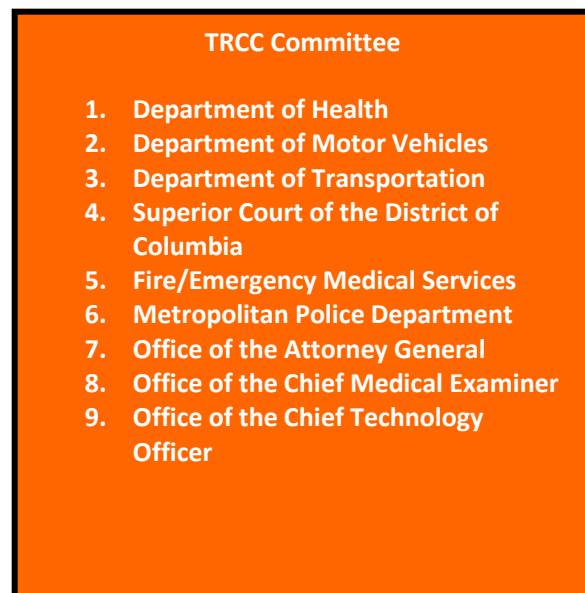 TRCC Committee
1. Department of Health
2. Department of Motor Vehicles
3. Department of Transportation
4. Superior Court of the District of
Columbia
5. Fire/Emergency Medical Services
6. Metropolitan Police Department
7. Office of the Attorney General
8. Office of the Chief Medical Examiner
9. Office of the Chief Technology
Officer